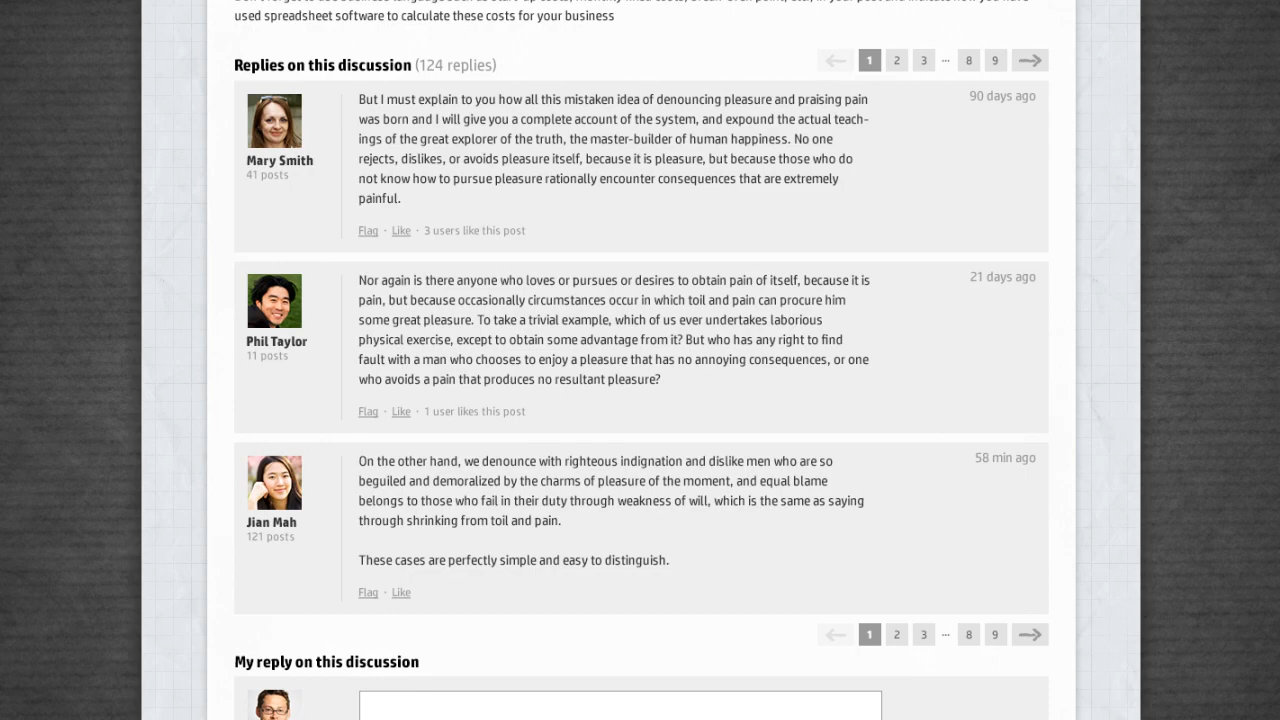 used spreadsheet software to calculate these costs for your business
Replies on this discussion (124 replies)
1 2 3 ... 8 9
But I must explain to you how all this mistaken idea of denouncing pleasure and praising pain
90 days ago
was born and I will give you a complete account of the system, and expound the actual teach-
ings of the great explorer of the truth, the master-builder of human happiness. No one
rejects, dislikes, or avoids pleasure itself, because it is pleasure, but because those who do
not know how to pursue pleasure rationally encounter consequences that are extremely
painful.
Mary Smith
41 posts
Flag · Like · 3 users like this post
Nor again is there anyone who loves or pursues or desires to obtain pain of itself, because it is
21 days ago
pain, but because occasionally circumstances occur in which toil and pain can procure him
some great pleasure. To take a trivial example, which of us ever undertakes laborious
physical exercise, except to obtain some advantage from it? But who has any right to find
fault with a man who chooses to enjoy a pleasure that has no annoying consequences, or one
who avoids a pain that produces no resultant pleasure?
Phil Taylor
11 posts
Flag · Like · 1 user likes this post
On the other hand, we denounce with righteous indignation and dislike men who are so
58 min ago
beguiled and demoralized by the charms of pleasure of the moment, and equal blame
belongs to those who fail in their duty through weakness of will, which is the same as saying
through shrinking from toil and pain.
These cases are perfectly simple and easy to distinguish.
Jian Mah
121 posts
Flag · Like
1 2 3 ... 8 9
My reply on this discussion